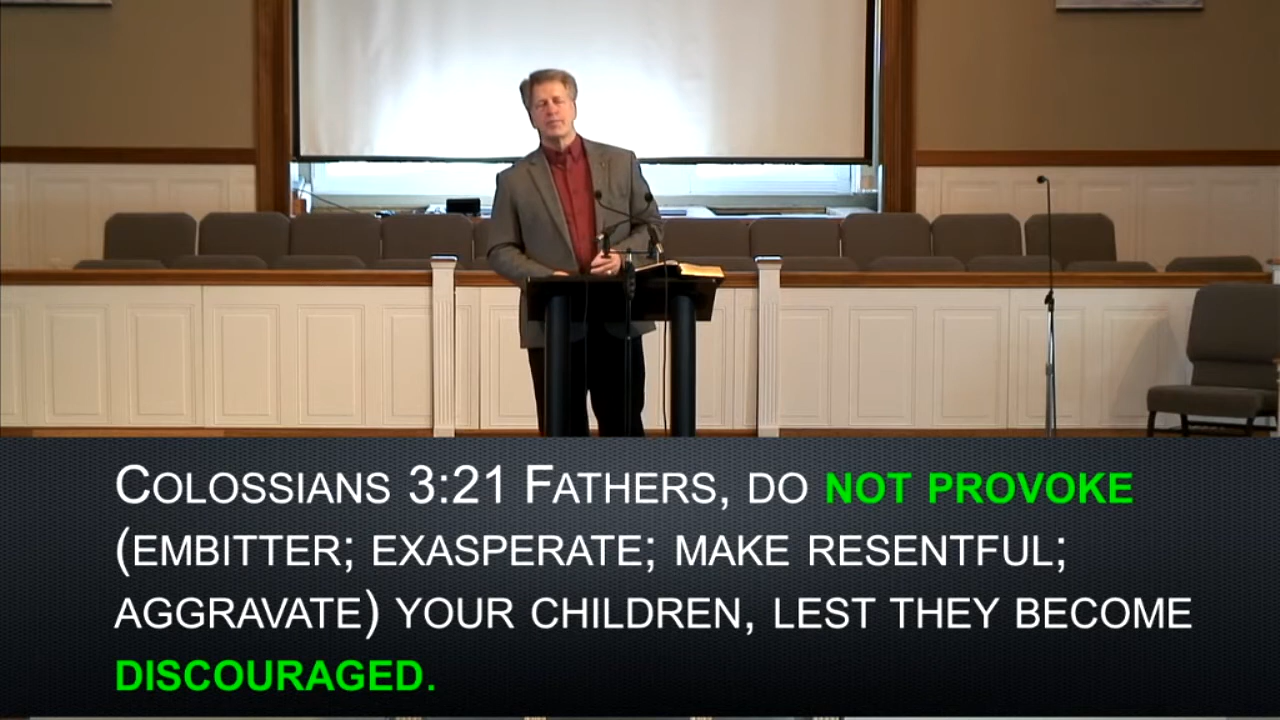 COLOSSIANS 3:21 FATHERS, DO NOT PROVOKE
(EMBITTER; EXASPERATE; MAKE RESENTFUL;
AGGRAVATE) YOUR CHILDREN, LEST THEY BECOME
DISCOURAGED.